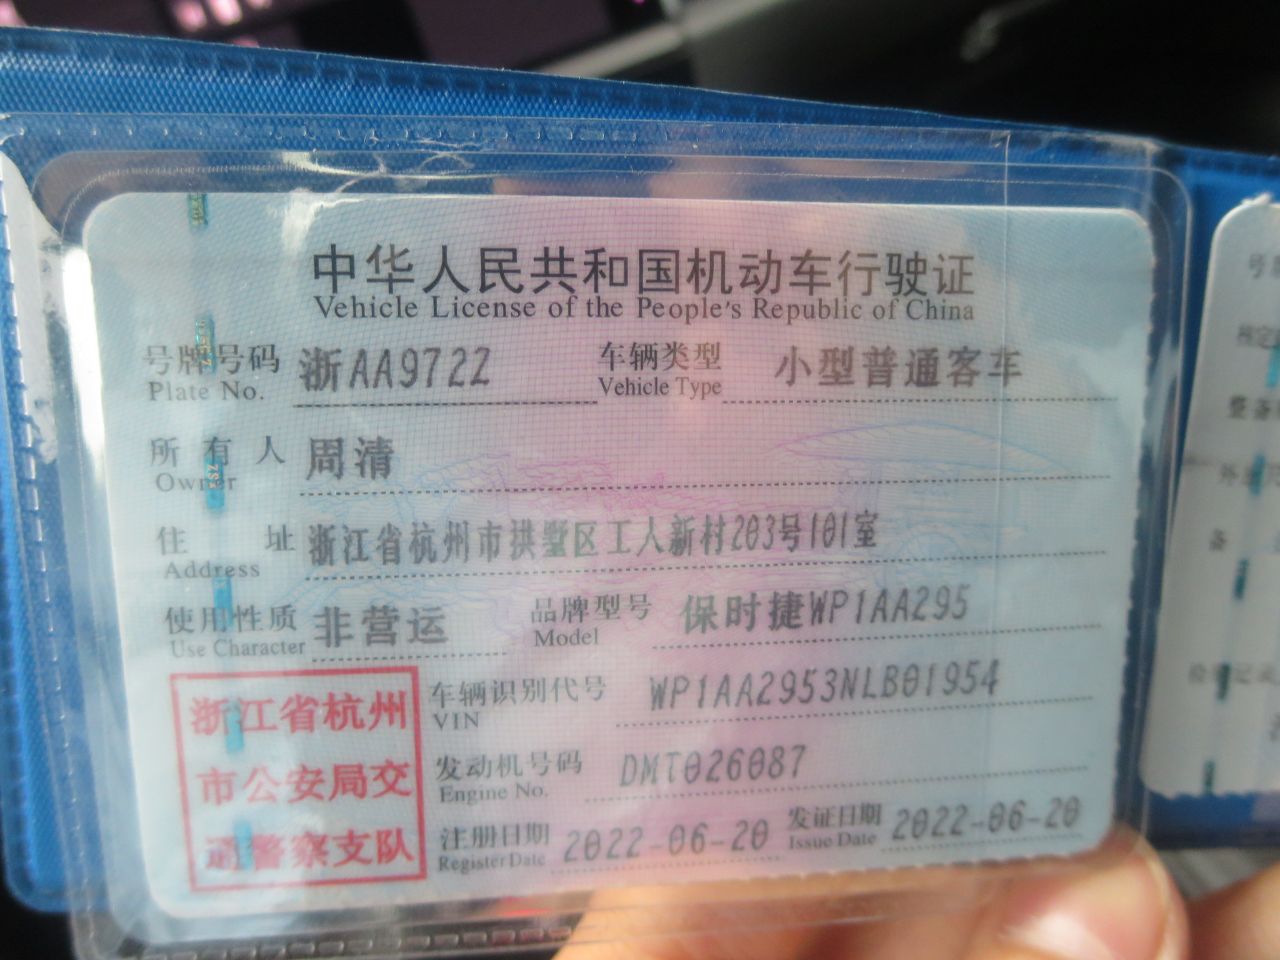 中华人民共和国机动车行驶证
Vehicle License of the People's Republic of China
号牌号码 浙AA9722 车辆类型 小型普通客车
Plate No. Vehicle Type
所有人 周清
Owner
住址 浙江省杭州市拱墅区工人新村203号101室
Address
使用性质 非营运 品牌型号 保时捷WP1AA295
Use Character Model
浙江省杭州
市公安局交
通警察支队
车辆识别代号 WP1AA2953NLB01954
VIN
发动机号码 DMT026087
Engine No.
注册日期 2022-06-20 发证日期 2022-06-20
Register Date Issue Date